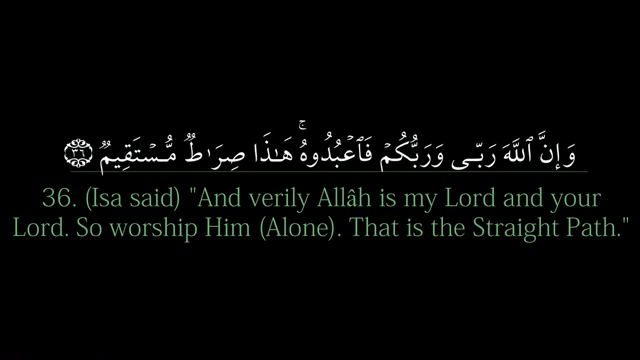 وَإِنَّ ٱللَّهَ رَبِّى وَرَبُّكُمۡ فَٱعۡبُدُوهُۚ هَٰذَا صِرَٰطٌ مُّسۡتَقِيمٌ ٣٦
36. (Isa said) "And verily Allâh is my Lord and your
Lord. So worship Him (Alone). That is the Straight Path."